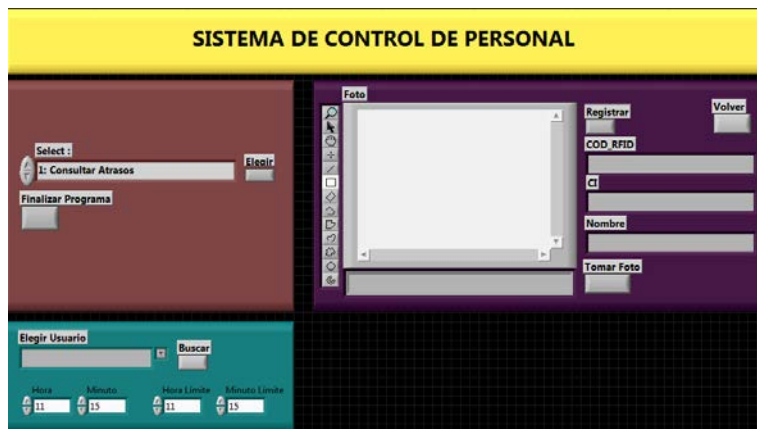 SISTEMA DE CONTROL DE PERSONAL
Select :
1: Consultar Atrasos
Elegir
Finalizar Programa
Foto
Registrar
Volver
COD_RFID
CI
Nombre
Tomar Foto
Elegir Usuario
Buscar
Hora Minuto Hora Limite Minuto Limite
11 15 11 15